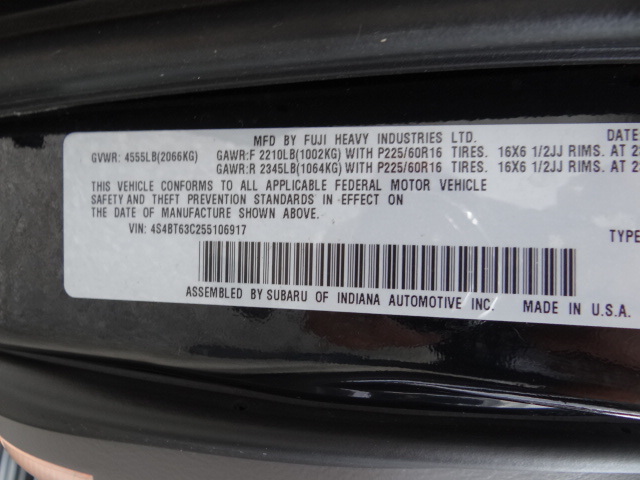 MFD BY FUJI HEAVY INDUSTRIES LTD. DATE
GVWR: 4555LB(2066KG) GAWR:F 2210LB(1002KG) WITH P225/60R16 TIRES. 16X6 1/2JJ RIMS. AT
GAWR:R 2345LB(1064KG) WITH P225/60R16 TIRES. 16X6 1/2JJ RIMS. AT
THIS VEHICLE CONFORMS TO ALL APPLICABLE FEDERAL MOTOR VEHICLE
SAFETY AND THEFT PREVENTION STANDARDS IN EFFECT ON
THE DATE OF MANUFACTURE SHOWN ABOVE.
VIN: 4S4BT63C255106917
TYPE
ASSEMBLED BY SUBARU OF INDIANA AUTOMOTIVE INC. MADE IN U.S.A.